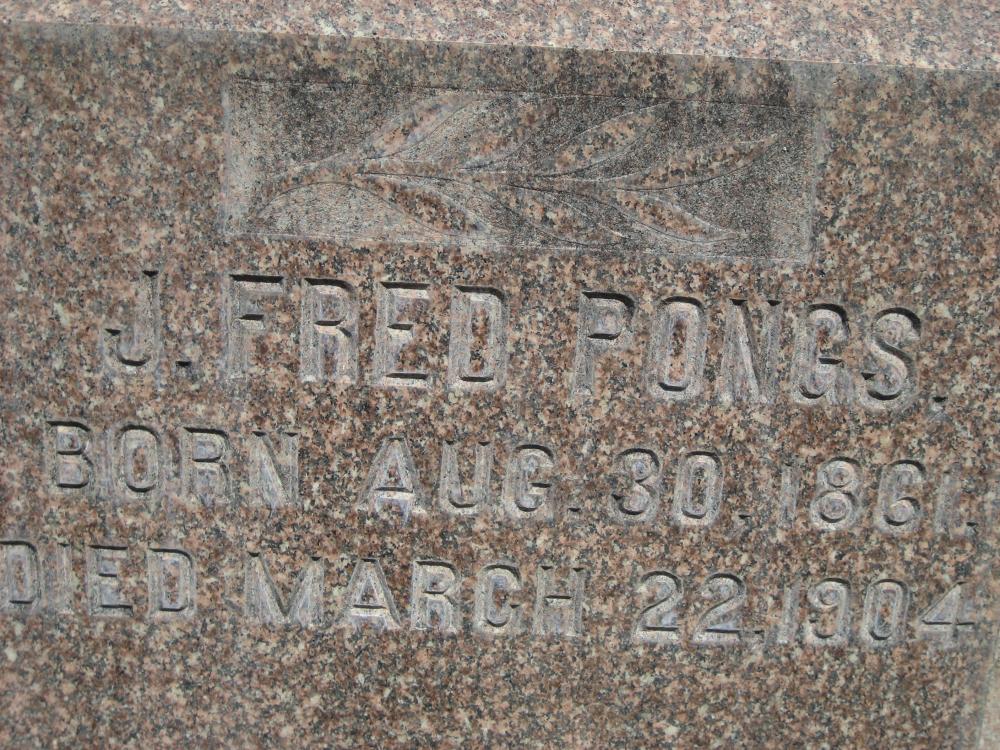 J. FRED PONGS.
BORN AUG. 30, 1861.
DIED MARCH 22, 1904